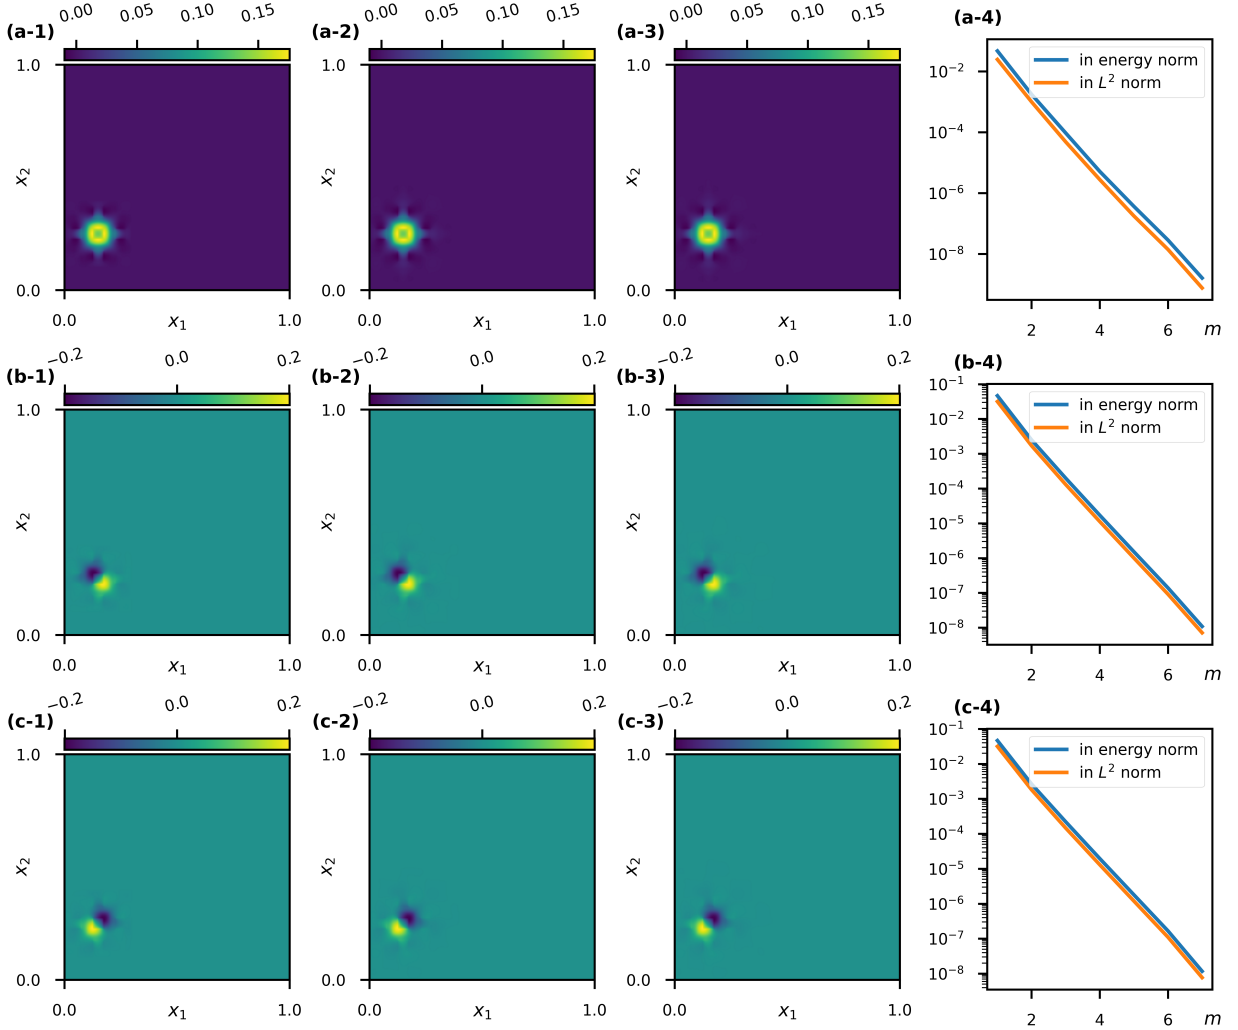 0.00 0.05 0.10 0.15
0.00 0.05 0.10 0.15
0.00 0.05 0.10 0.15
(a-1) (a-2) (a-3) (a-4)
1.0 x₂ 0.0 0.0 x₁ 1.0
1.0 x₂ 0.0 0.0 x₁ 1.0
1.0 x₂ 0.0 0.0 x₁ 1.0
in energy norm
in L² norm
10⁻²
10⁻⁴
10⁻⁶
10⁻⁸
2 4 6 m
−0.2 0.0 0.2
−0.2 0.0 0.2
−0.2 0.0 0.2
(b-1) (b-2) (b-3) (b-4)
1.0 x₂ 0.0 0.0 x₁ 1.0
1.0 x₂ 0.0 0.0 x₁ 1.0
1.0 x₂ 0.0 0.0 x₁ 1.0
10⁻¹
in energy norm
in L² norm
10⁻²
10⁻³
10⁻⁴
10⁻⁵
10⁻⁶
10⁻⁷
10⁻⁸
2 4 6 m
−0.2 0.0 0.2
−0.2 0.0 0.2
−0.2 0.0 0.2
(c-1) (c-2) (c-3) (c-4)
1.0 x₂ 0.0 0.0 x₁ 1.0
1.0 x₂ 0.0 0.0 x₁ 1.0
1.0 x₂ 0.0 0.0 x₁ 1.0
10⁻¹
in energy norm
in L² norm
10⁻²
10⁻³
10⁻⁴
10⁻⁵
10⁻⁶
10⁻⁷
10⁻⁸
2 4 6 m